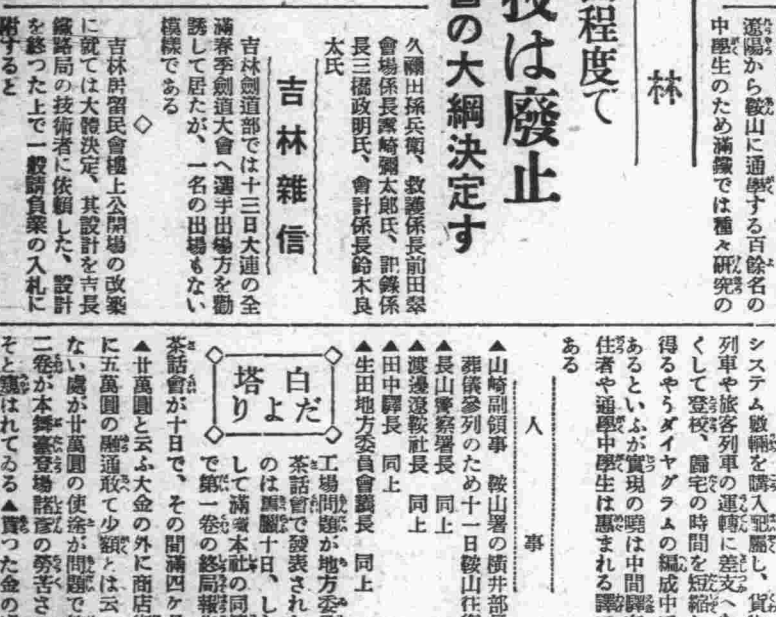 遼陽から鞍山に通學する百餘名の
中學生のため滿鐵では種々研究の
林
程度で
技は廢止
の大綱決定す
久禰田孫兵衛、救護係長前田翠
會場係長
崎彌太郎氏、記錄係
長三橋政明氏、會計係長鈴木良
太氏
吉林雜信
吉林劍道部では十三日大連の全
滿春季劍道大會へ選手出場方を勸
誘して居たが、一名の出場もない
模樣である
◇
吉林居留民會樓上公開場の改築
に就ては大體決定、其設計を吉長
鐵路局の技術者に依賴した、設計
を終つた上で一般請負業の入札に
附すると
システム
輛を購入配屬し、貨物
列車や旅客列車の運轉に差支へな
くして登校、歸宅の時間を短縮し
得るやうダイヤグラムの編成中で
あるといふが實現の曉は中間驛在
住者や通學中學生は惠まれる譯で
ある
人事
▲山崎副領事 鞍山署の橫井部長
葬儀參列のため十一日鞍山往復
▲長山警察署長 同上
▲渡邊遼鞍社長 同上
▲田中驛長 同上
▲生田地方委員會議長 同上
白塔だより
工場問題が地方委
茶話會で發表され
のは舊臘十日、し
して滿
本社の同
で第一卷の終局報
茶話會が十日で、その間滿四ケ
▲廿萬圓と云ふ大金の外に商店
に五萬圓の融通敢て少額とは云
ない處が廿萬圓の使途が問題で
二卷が本舞臺登場諸彦の勞苦さ
そと
はれてゐる▲貰つた金の